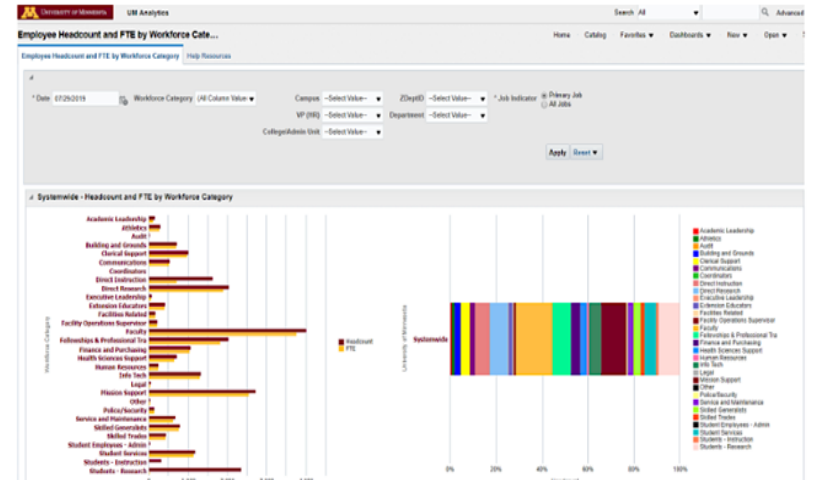 UNIVERSITY OF MINNESOTA UM Analytics Search All Advanced
Employee Headcount and FTE by Workforce Cate... Home Catalog Favorites Dashboards New Open
Employee Headcount and FTE by Workforce Category Help Resources
* Date 07/29/2019 Workforce Category (All Column Value Campus --Select Value-- ZDeptID --Select Value-- * Job Indicator Primary Job
All Jobs
VP (HR) --Select Value-- Department --Select Value--
College/Admin Unit --Select Value--
Apply Reset
Systemwide - Headcount and FTE by Workforce Category
Workforce Category
Academic Leadership
Athletics
Audit
Building and Grounds
Clerical Support
Communications
Coordinators
Direct Instruction
Direct Research
Executive Leadership
Extension Educators
Facilities Related
Facility Operations Supervisor
Faculty
Fellowships & Professional Tra
Finance and Purchasing
Health Sciences Support
Human Resources
Info Tech
Legal
Mission Support
Other
Police/Security
Service and Maintenance
Skilled Generalists
Skilled Trades
Student Employees - Admin
Student Services
Students - Instruction
Students - Research
Headcount
FTE
University of Minnesota
Systemwide
0% 20% 40% 60% 80% 100%
Academic Leadership
Athletics
Audit
Building and Grounds
Clerical Support
Communications
Coordinators
Direct Instruction
Direct Research
Executive Leadership
Extension Educators
Facilities Related
Facility Operations Supervisor
Faculty
Fellowships & Professional Tra
Finance and Purchasing
Health Sciences Support
Human Resources
Info Tech
Legal
Mission Support
Other
Police/Security
Service and Maintenance
Skilled Generalists
Skilled Trades
Student Employees - Admin
Student Services
Students - Instruction
Students - Research